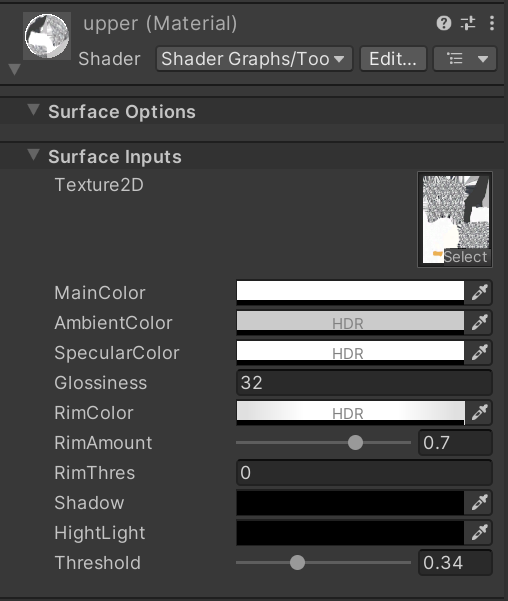 upper (Material)
Shader Shader Graphs/Too Edit...
Surface Options
Surface Inputs
Texture2D
Select
MainColor
AmbientColor HDR
SpecularColor HDR
Glossiness 32
RimColor HDR
RimAmount 0.7
RimThres 0
Shadow
HightLight
Threshold 0.34